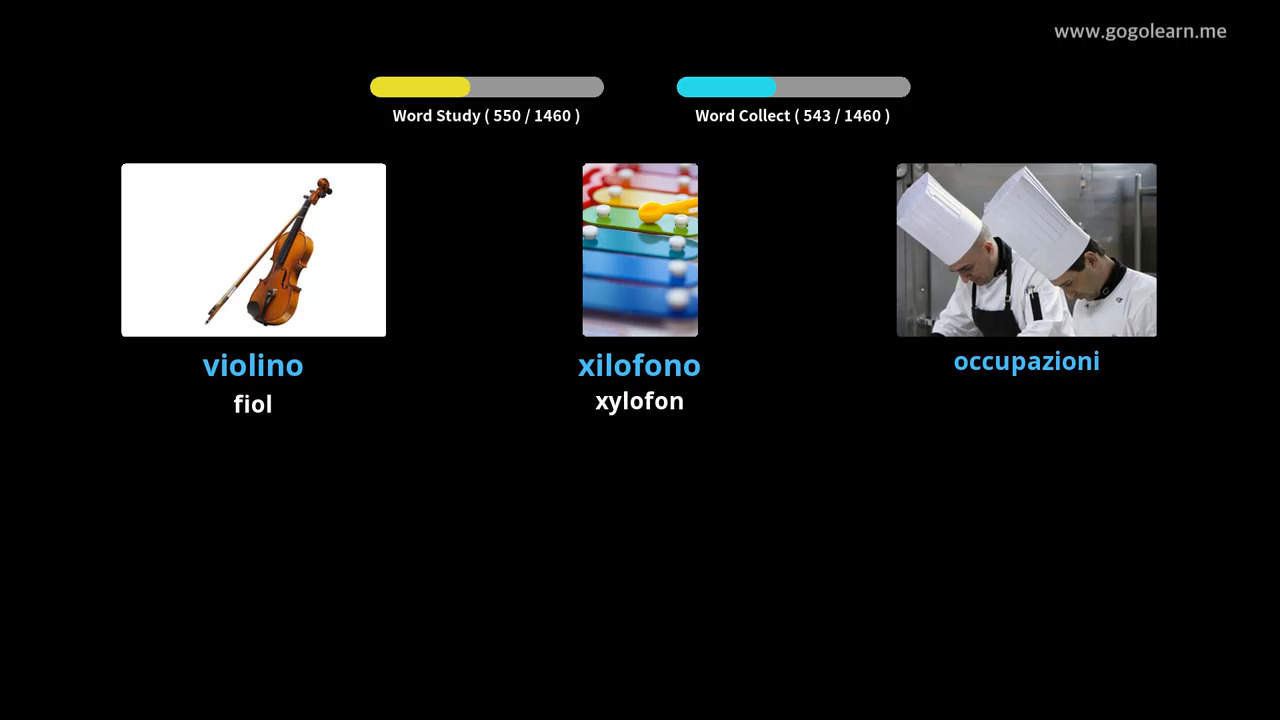 www.gogolearn.me
Word Study ( 550 / 1460 )
Word Collect ( 543 / 1460 )
violino
fiol
xilofono
xylofon
occupazioni